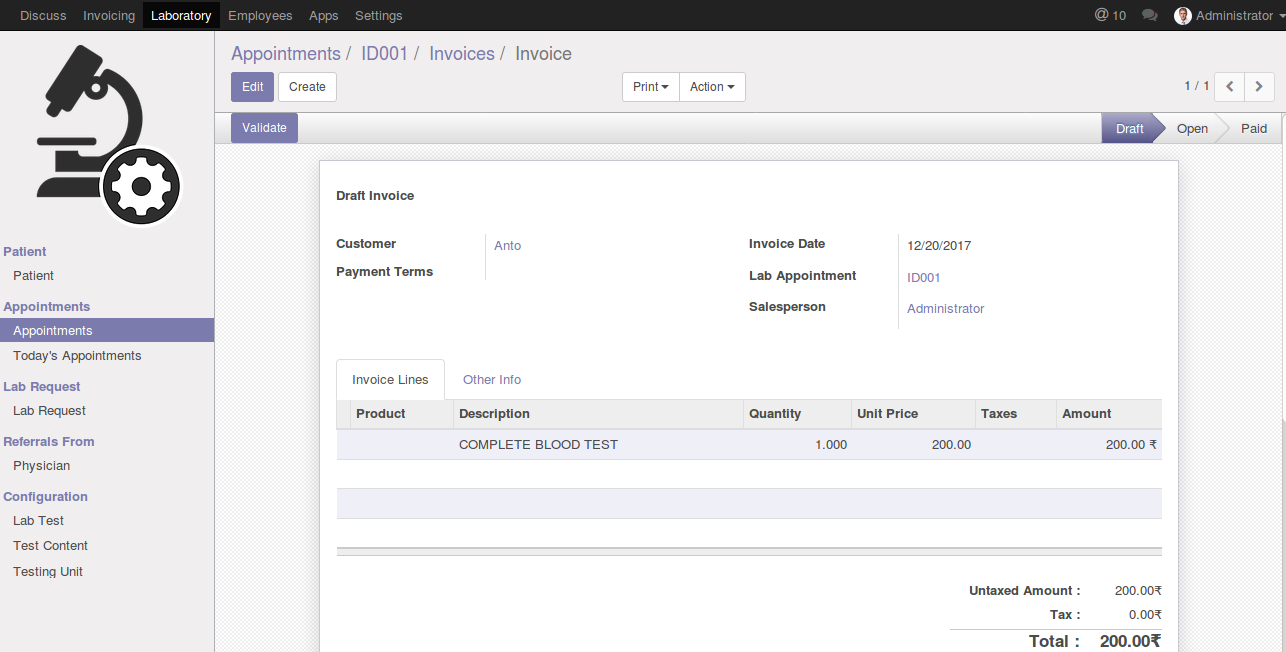 Discuss Invoicing Laboratory Employees Apps Settings @ 10 Administrator
Appointments / ID001 / Invoices / Invoice
Edit Create Print Action 1 / 1
Validate Draft Open Paid
Draft Invoice
Customer Anto
Payment Terms
Invoice Date 12/20/2017
Lab Appointment ID001
Salesperson Administrator
Patient
Patient
Appointments
Appointments
Today's Appointments
Lab Request
Lab Request
Referrals From
Physician
Configuration
Lab Test
Test Content
Testing Unit
Invoice Lines Other Info
Product Description Quantity Unit Price Taxes Amount
COMPLETE BLOOD TEST 1.000 200.00 200.00 ₹
Untaxed Amount : 200.00₹
Tax : 0.00₹
Total : 200.00₹